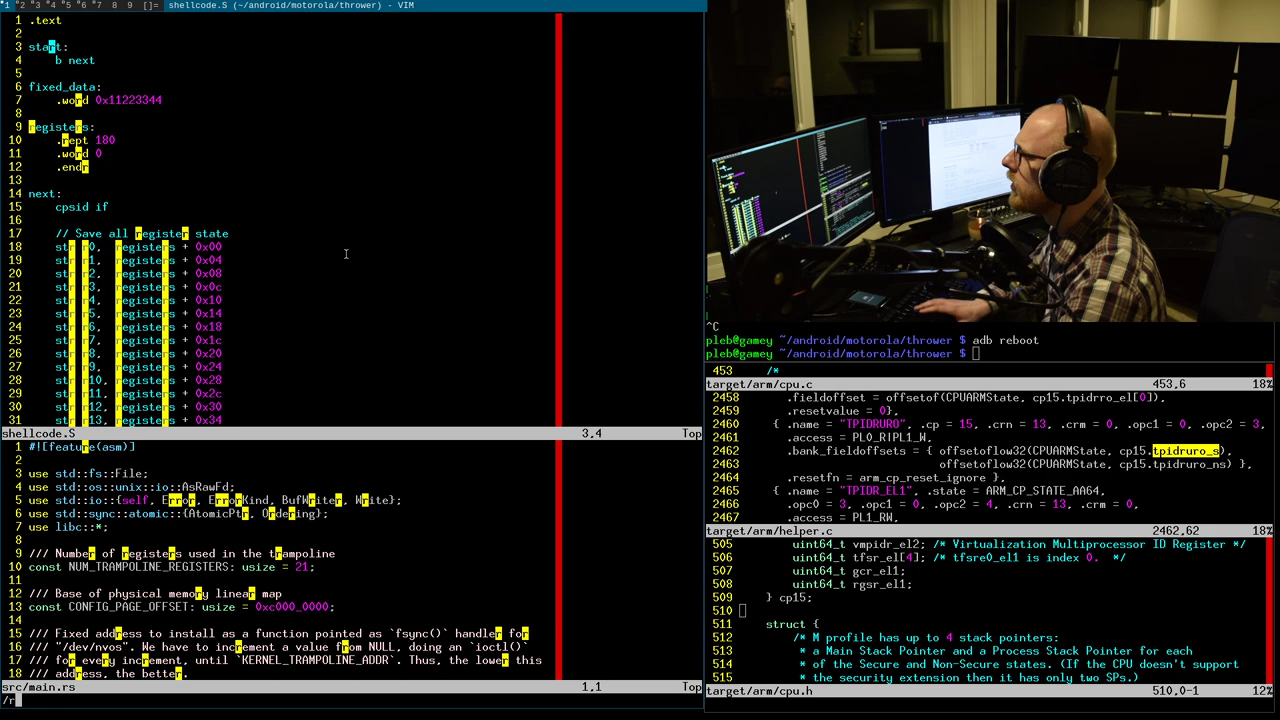 1 2 3 4 5 6 7 8 9 []= shellcode.S (~/android/motorola/thrower) - VIM
1 .text
2
3 start:
4 b next
5
6 fixed_data:
7 .word 0x11223344
8
9 registers:
10 .rept 180
11 .word 0
12 .endr
13
14 next:
15 cpsid if
16
17 // Save all register state
18 str r0, registers + 0x00
19 str r1, registers + 0x04
20 str r2, registers + 0x08
21 str r3, registers + 0x0c
22 str r4, registers + 0x10
23 str r5, registers + 0x14
24 str r6, registers + 0x18
25 str r7, registers + 0x1c
26 str r8, registers + 0x20
27 str r9, registers + 0x24
28 str r10, registers + 0x28
29 str r11, registers + 0x2c
30 str r12, registers + 0x30
31 str r13, registers + 0x34
shellcode.S 3,4 Top
1 #![feature(asm)]
2
3 use std::fs::File;
4 use std::os::unix::io::AsRawFd;
5 use std::io::{self, Error, ErrorKind, BufWriter, Write};
6 use std::sync::atomic::{AtomicPtr, Ordering};
7 use libc::*;
8
9 /// Number of registers used in the trampoline
10 const NUM_TRAMPOLINE_REGISTERS: usize = 21;
11
12 /// Base of physical memory linear map
13 const CONFIG_PAGE_OFFSET: usize = 0xc000_0000;
14
15 /// Fixed address to install as a function pointed as `fsync()` handler for
16 /// "/dev/nvos". We have to increment a value from NULL, doing an `ioctl()`
17 /// for every increment, until `KERNEL_TRAMPOLINE_ADDR`. Thus, the lower this
18 /// address, the better.
src/main.rs 1,1 Top
/r
^C
pleb@gamey ~/android/motorola/thrower $ adb reboot
pleb@gamey ~/android/motorola/thrower $
453 /*
target/arm/cpu.c 453,6 18%
2458 .fieldoffset = offsetof(CPUARMState, cp15.tpidrro_el[0]),
2459 .resetvalue = 0},
2460 { .name = "TPIDRURO", .cp = 15, .crn = 13, .crm = 0, .opc1 = 0, .opc2 = 3,
2461 .access = PL0_R|PL1_W,
2462 .bank_fieldoffsets = { offsetoflow32(CPUARMState, cp15.tpidruro_s),
2463 offsetoflow32(CPUARMState, cp15.tpidruro_ns) },
2464 .resetfn = arm_cp_reset_ignore },
2465 { .name = "TPIDR_EL1", .state = ARM_CP_STATE_AA64,
2466 .opc0 = 3, .opc1 = 0, .opc2 = 4, .crn = 13, .crm = 0,
2467 .access = PL1_RW,
target/arm/helper.c 2462,62 18%
505 uint64_t vmpidr_el2; /* Virtualization Multiprocessor ID Register */
506 uint64_t tfsr_el[4]; /* tfsre0_el1 is index 0. */
507 uint64_t gcr_el1;
508 uint64_t rgsr_el1;
509 } cp15;
510
511 struct {
512 /* M profile has up to 4 stack pointers:
513 * a Main Stack Pointer and a Process Stack Pointer for each
514 * of the Secure and Non-Secure states. (If the CPU doesn't support
515 * the security extension then it has only two SPs.)
target/arm/cpu.h 510,0-1 12%